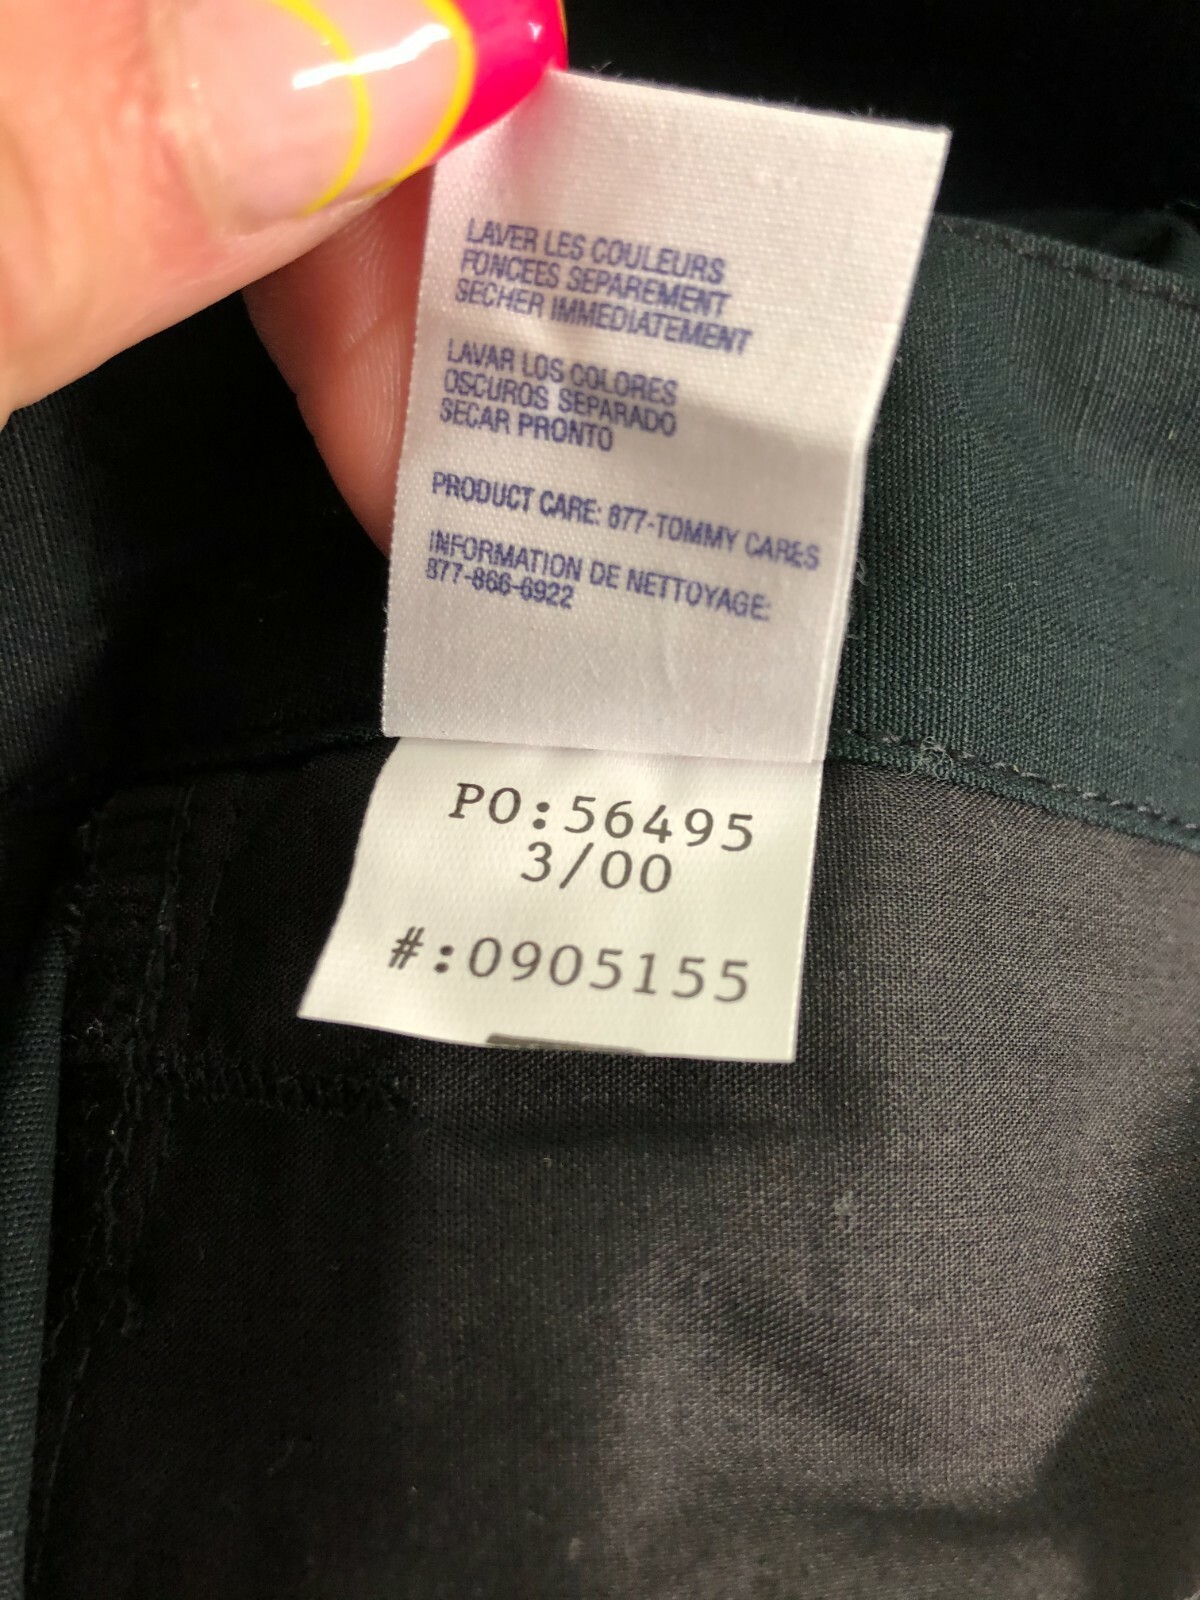 LAVER LES COULEURS
FONCEES SEPAREMENT
SECHER IMMEDIATEMENT
LAVAR LOS COLORES
OSCUROS SEPARADO
SECAR PRONTO
PRODUCT CARE: 877-TOMMY CARES
INFORMATION DE NETTOYAGE:
877-866-6922
PO:56495
3/00
#:0905155